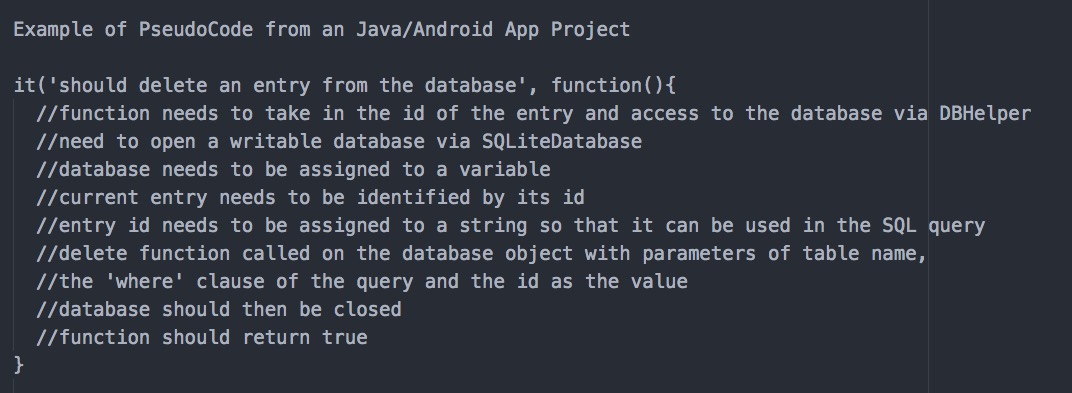 Example of PseudoCode from an Java/Android App Project
it('should delete an entry from the database', function(){
//function needs to take in the id of the entry and access to the database via DBHelper
//need to open a writable database via SQLiteDatabase
//database needs to be assigned to a variable
//current entry needs to be identified by its id
//entry id needs to be assigned to a string so that it can be used in the SQL query
//delete function called on the database object with parameters of table name,
//the 'where' clause of the query and the id as the value
//database should then be closed
//function should return true
}